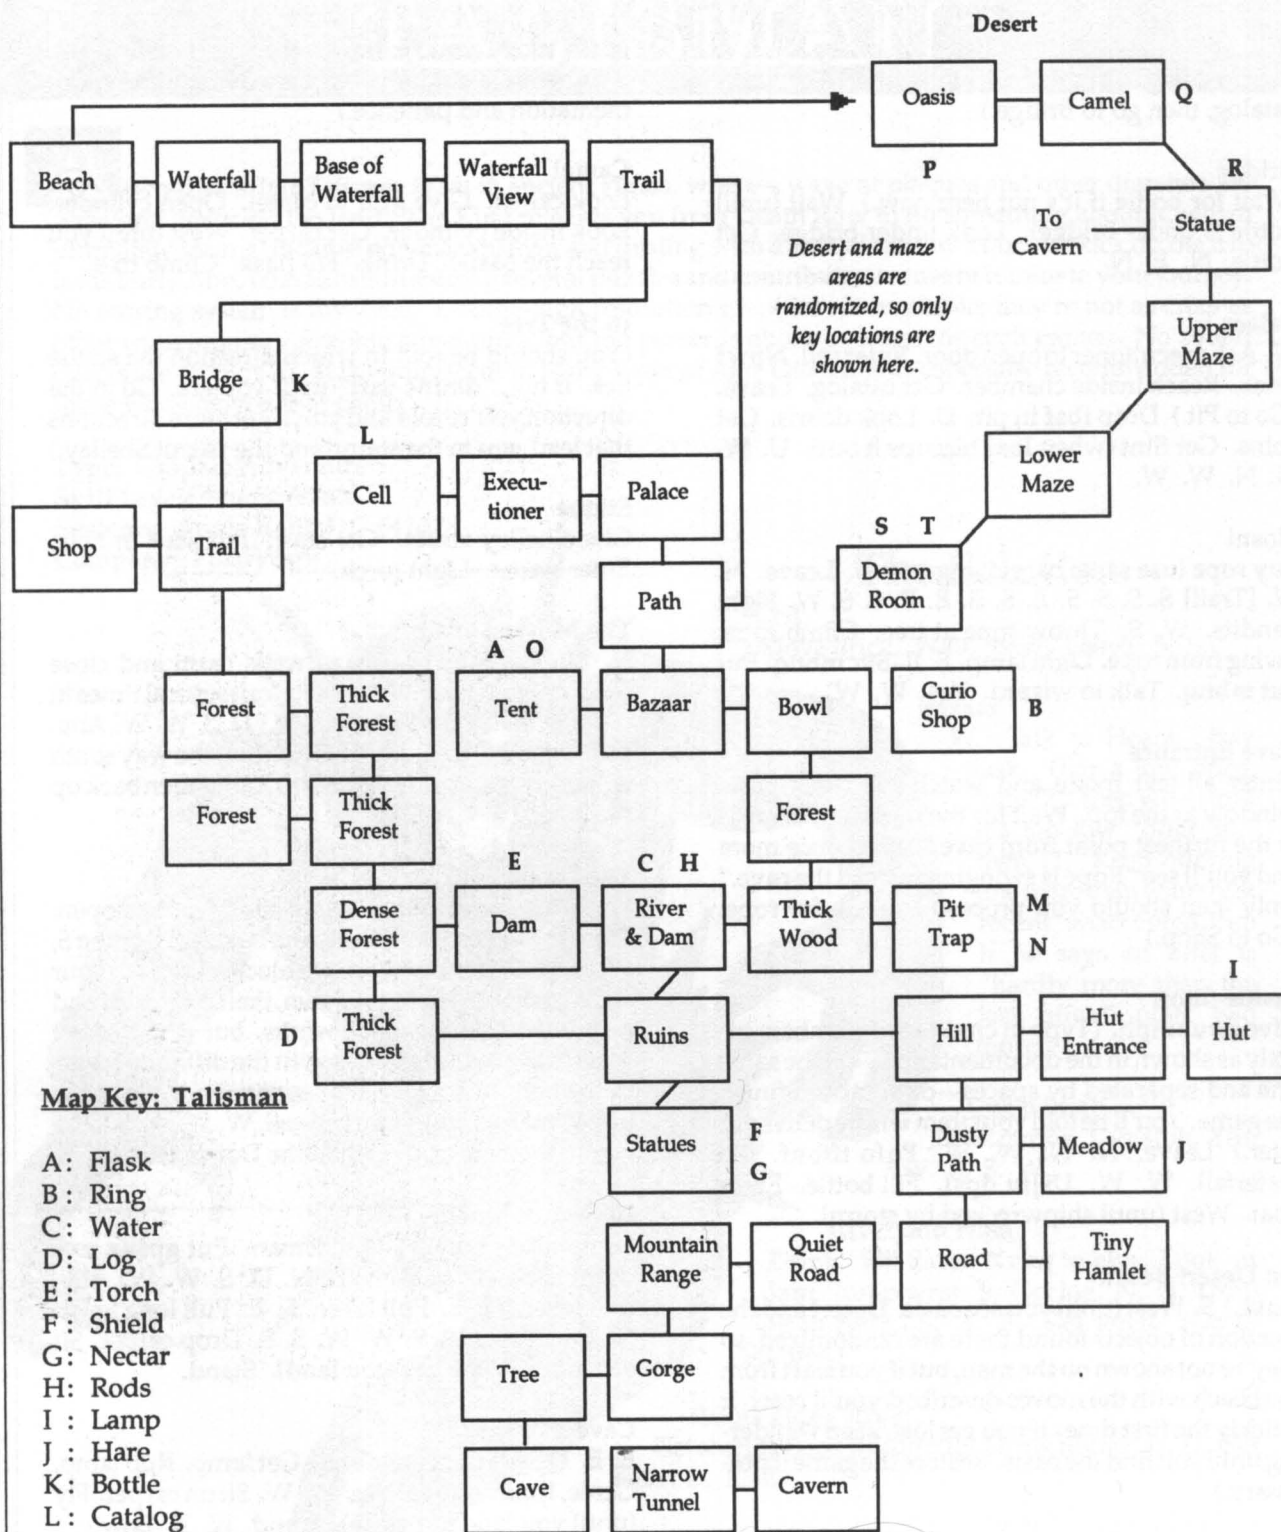 Desert
Oasis
Camel
Q
Beach
Waterfall
Base of
Waterfall
Waterfall
View
Trail
P
R
To
Cavern
Statue
Desert and maze
areas are
randomized, so only
key locations are
shown here.
Upper
Maze
Bridge
K
L
Lower
Maze
Cell
Execu-
tioner
Palace
S T
Shop
Trail
Demon
Room
Path
A O
Forest
Thick
Forest
Tent
Bazaar
Bowl
Curio
Shop
B
Forest
Thick
Forest
Forest
E
C H
Dense
Forest
Dam
River
& Dam
Thick
Wood
Pit
Trap
M
N
I
D
Thick
Forest
Ruins
Hill
Hut
Entrance
Hut
Map Key: Talisman
Statues
F
G
Dusty
Path
Meadow
J
A: Flask
B: Ring
C: Water
D: Log
E: Torch
F: Shield
G: Nectar
H: Rods
I: Lamp
J: Hare
K: Bottle
L: Catalog
Mountain
Range
Quiet
Road
Road
Tiny
Hamlet
Tree
Gorge
Cave
Narrow
Tunnel
Cavern